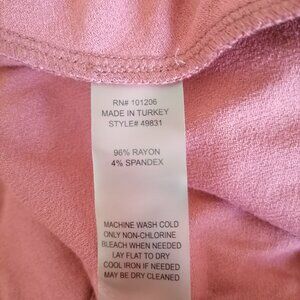 RN# 101206
MADE IN TURKEY
STYLE# 49831
96% RAYON
4% SPANDEX
MACHINE WASH COLD
ONLY NON-CHLORINE
BLEACH WHEN NEEDED
LAY FLAT TO DRY
COOL IRON IF NEEDED
MAY BE DRY CLEANED